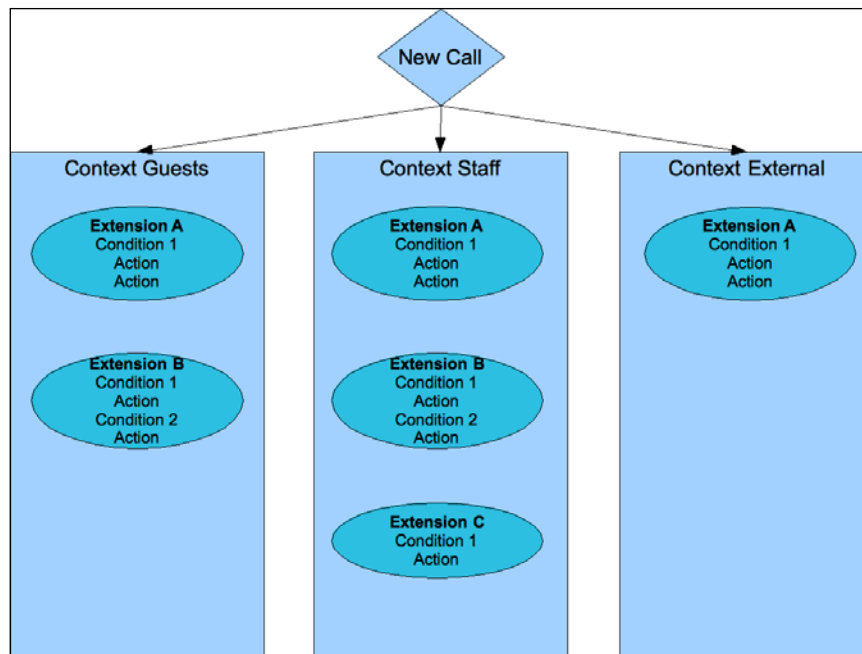 New Call
Context Guests
Extension A
Condition 1
Action
Action
Extension B
Condition 1
Action
Condition 2
Action
Context Staff
Extension A
Condition 1
Action
Action
Extension B
Condition 1
Action
Condition 2
Action
Extension C
Condition 1
Action
Context External
Extension A
Condition 1
Action
Action